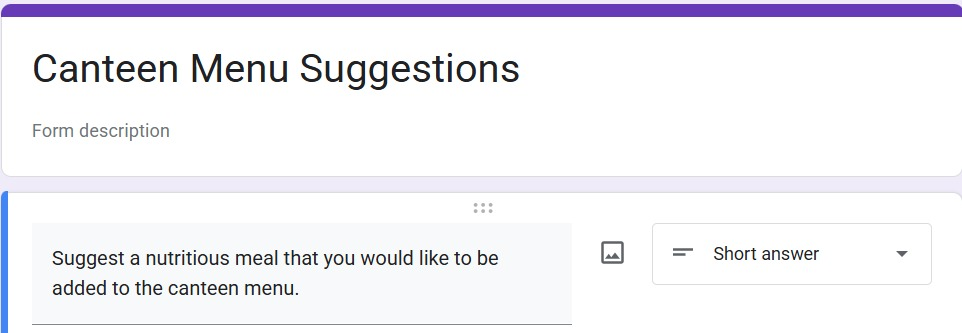 Canteen Menu Suggestions
Form description
Suggest a nutritious meal that you would like to be
added to the canteen menu.
Short answer